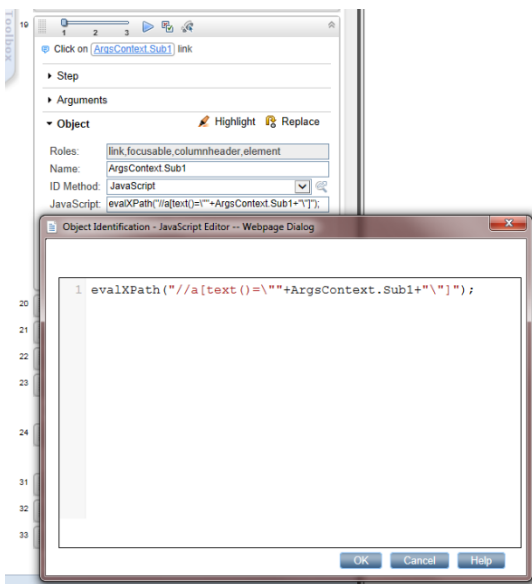 Toolbox
19
1 2 3
Click on ArgsContext.Sub1 link
Step
Arguments
Object Highlight Replace
Roles: link,focusable,columnheader,element
Name: ArgsContext.Sub1
ID Method: JavaScript
JavaScript: evalXPath("//a[text()=\""+ArgsContext.Sub1+"\"]");
Object Identification - JavaScript Editor -- Webpage Dialog
1 evalXPath("//a[text()=\""+ArgsContext.Sub1+"\"]");
20
21
22
23
24
31
32
33
OK Cancel Help